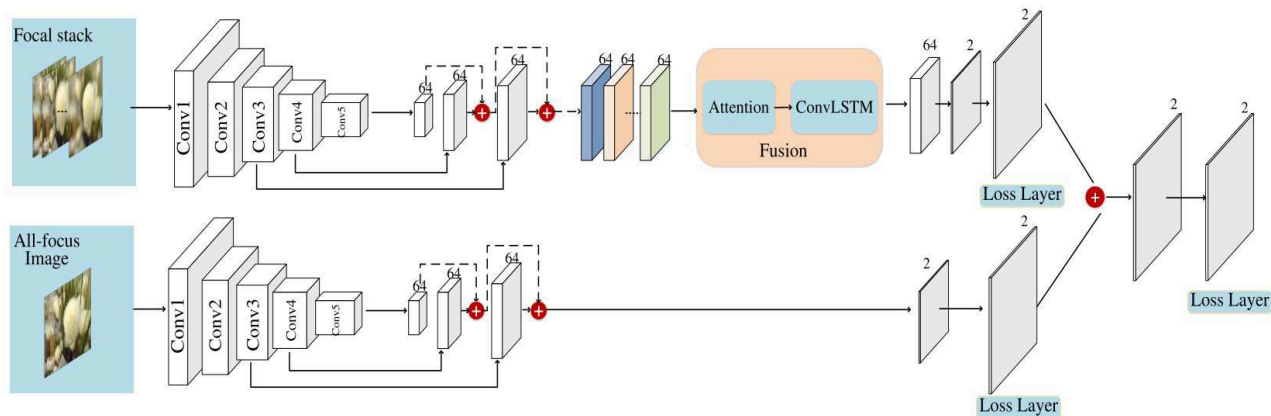 Focal stack
...
Conv1
Conv2
Conv3
Conv4
Conv5
64
64
64
64
64
64
.....
Attention
ConvLSTM
Fusion
64
2
2
Loss Layer
2
2
Loss Layer
All-focus
Image
Conv1
Conv2
Conv3
Conv4
Conv5
64
64
64
2
2
Loss Layer